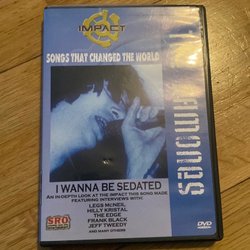 IMPACT
SONGS THAT CHANGED THE WORLD
THE RAMONES
I WANNA BE SEDATED
AN IN-DEPTH LOOK AT THE IMPACT THIS SONG MADE
FEATURING INTERVIEWS WITH:
LEGS MCNEIL
HILLY KRISTAL
THE EDGE
FRANK BLACK
JEFF TWEEDY
AND MANY OTHERS
SRO
DVD